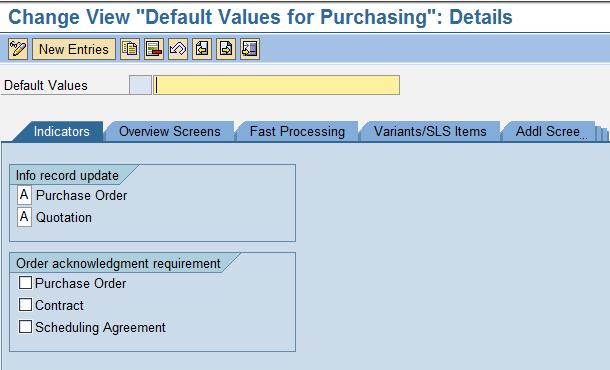 Change View "Default Values for Purchasing": Details
New Entries
Default Values
Indicators Overview Screens Fast Processing Variants/SLS Items Addl Scree...
Info record update
A Purchase Order
A Quotation
Order acknowledgment requirement
Purchase Order
Contract
Scheduling Agreement